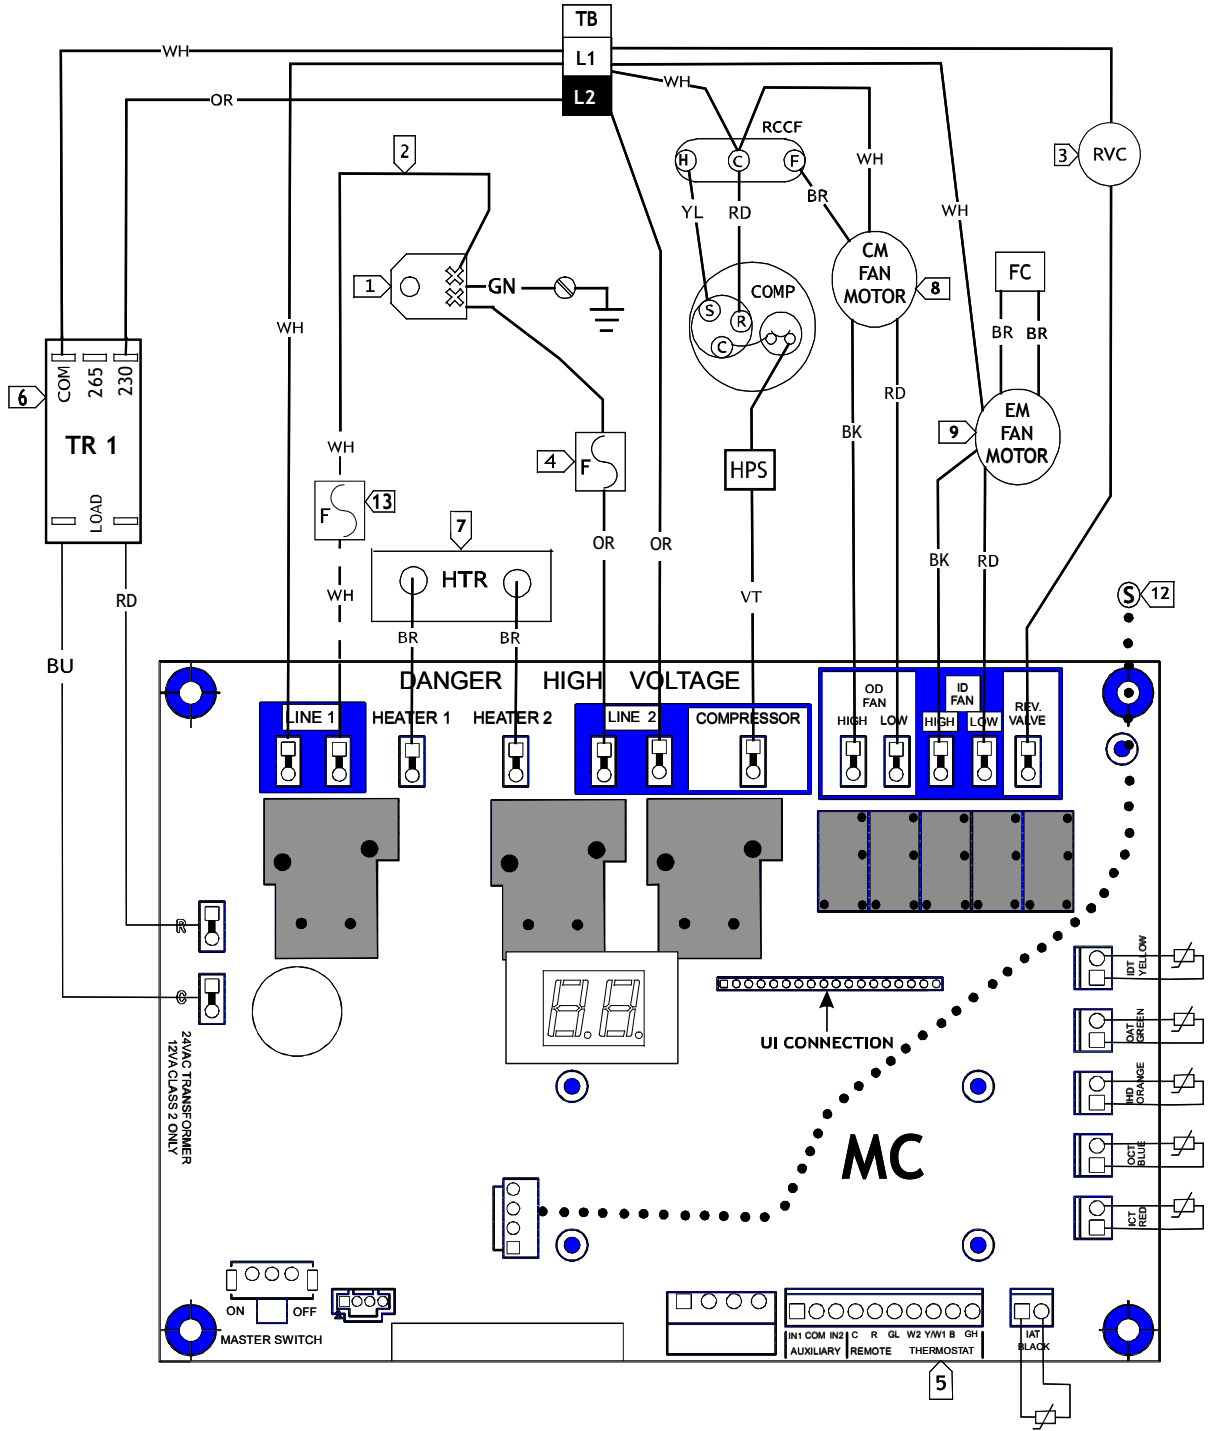 TB
L1
L2
WH
OR
WH
RCCF
H
C
F
WH
3
RVC
2
BR
YL
RD
WH
CM
FAN
MOTOR
8
FC
1
GN
COMP
S
R
C
BR
BR
WH
6
COM
265
230
TR 1
LOAD
RD
BK
EM
FAN
MOTOR
9
WH
4
F
HPS
13
F
7
HTR
OR
OR
BK
RD
VT
WH
RD
BR
BR
S
12
BU
DANGER HIGH VOLTAGE
LINE 1
HEATER 1
HEATER 2
LINE 2
COMPRESSOR
OD
FAN
HIGH
LOW
ID
FAN
HIGH
LOW
REV.
VALVE
R
C
24VAC TRANSFORMER
12VA CLASS 2 ONLY
UI CONNECTION
IDT
YELLOW
OAT
GREEN
IHD
ORANGE
OCT
BLUE
ICT
RED
MC
ON
OFF
MASTER SWITCH
IN1 COM IN2 C R GL W2 Y/W1 B GH
AUXILIARY REMOTE THERMOSTAT
IAT
BLACK
5